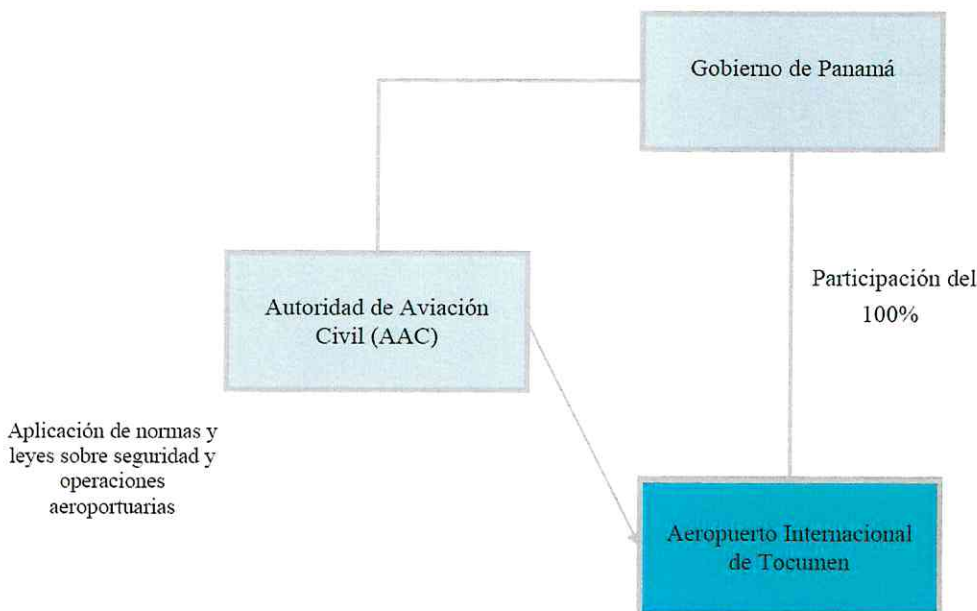 Gobierno de Panamá
Autoridad de Aviación
Civil (AAC)
Participación del
100%
Aplicación de normas y
leyes sobre seguridad y
operaciones
aeroportuarias
Aeropuerto Internacional
de Tocumen